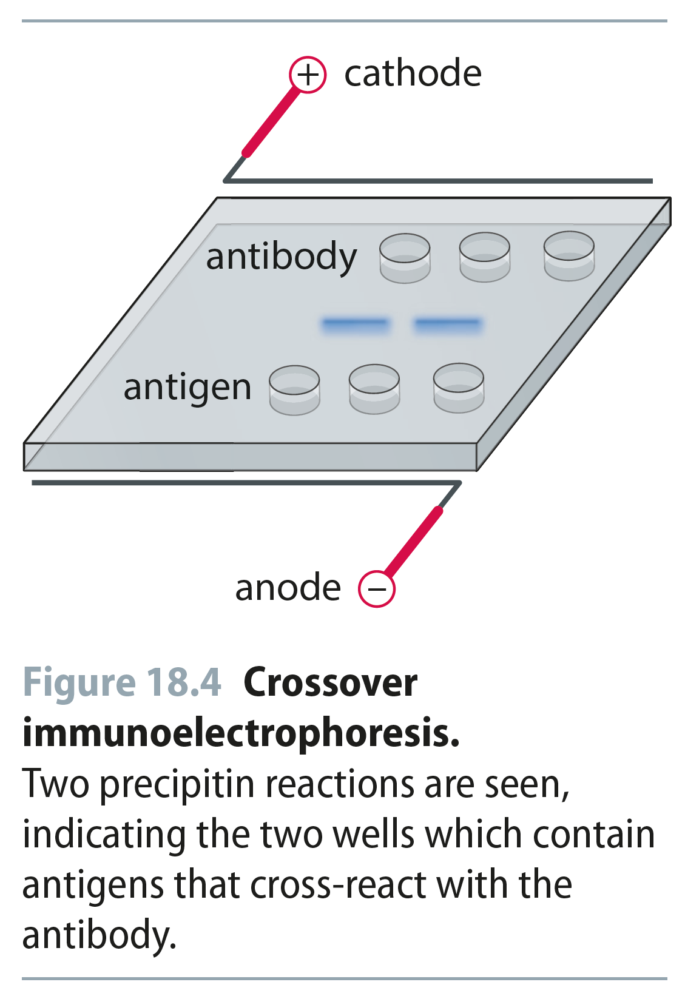 + cathode
antibody
antigen
anode −
Figure 18.4 Crossover
immunoelectrophoresis.
Two precipitin reactions are seen,
indicating the two wells which contain
antigens that cross-react with the
antibody.